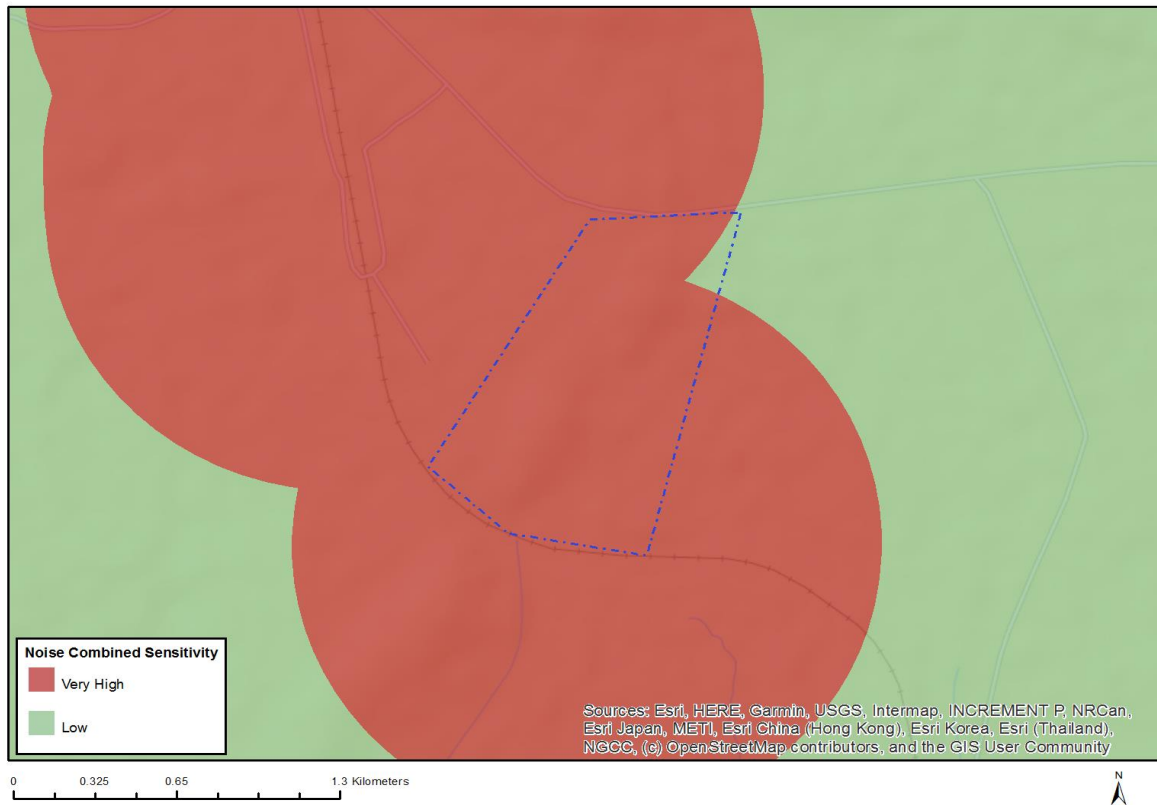 Noise Combined Sensitivity
Very High
Low
Sources: Esri, HERE, Garmin, USGS, Intermap, INCREMENT P, NRCan,
Esri Japan, METI, Esri China (Hong Kong), Esri Korea, Esri (Thailand),
NGCC, (c) OpenStreetMap contributors, and the GIS User Community
0 0.325 0.65 1.3 Kilometers
N